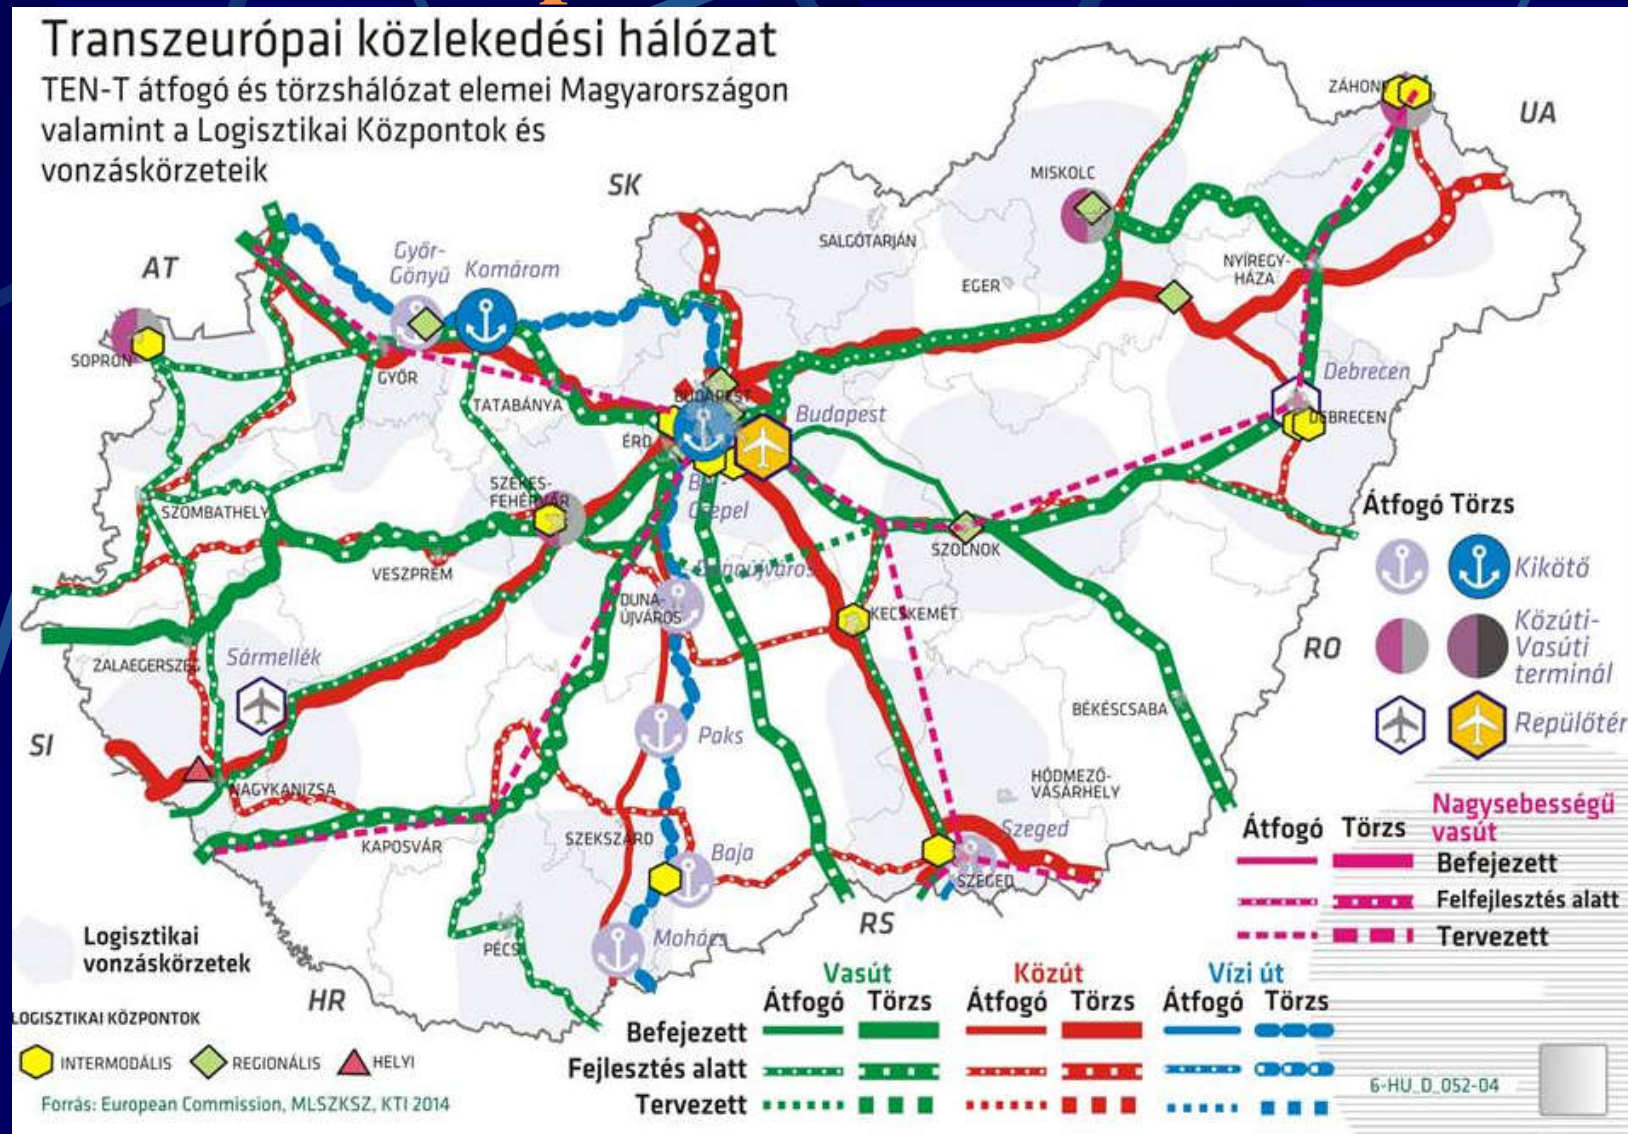 Transzeurópai közlekedési hálózat
TEN-T átfogó és törzshálózat elemei Magyarországon
valamint a Logisztikai Központok és
vonzáskörzeteik
SK
UA
AT
SI
HR
RS
RO
ZÁHONY
MISKOLC
SALGÓTARJÁN
EGER
NYÍREGY-
HÁZA
Győr-
Gönyű
Komárom
SOPRON
GYŐR
TATABÁNYA
BUDAPEST
Budapest
ÉRD
Debrecen
DEBRECEN
SZÉKES-
FEHÉRVÁR
Csepel
SZOMBATHELY
SZOLNOK
VESZPRÉM
Dunaújváros
DUNA-
ÚJVÁROS
KECSKEMÉT
ZALAEGERSZEG
Sármellék
BÉKÉSCSABA
Paks
NAGYKANIZSA
HÓDMEZŐ-
VÁSÁRHELY
KAPOSVÁR
SZEKSZÁRD
Szeged
Baja
SZEGED
PÉCS
Mohács
Átfogó Törzs
Kikötő
Közúti-
Vasúti
terminál
Repülőtér
Nagysebességű
vasút
Átfogó Törzs
Befejezett
Felfejlesztés alatt
Tervezett
Logisztikai
vonzáskörzetek
LOGISZTIKAI KÖZPONTOK
INTERMODÁLIS
REGIONÁLIS
HELYI
Forrás: European Commission, MLSZKSZ, KTI 2014
Vasút Közút Vízi út
Átfogó Törzs Átfogó Törzs Átfogó Törzs
Befejezett
Fejlesztés alatt
Tervezett
6-HU_D_052-04